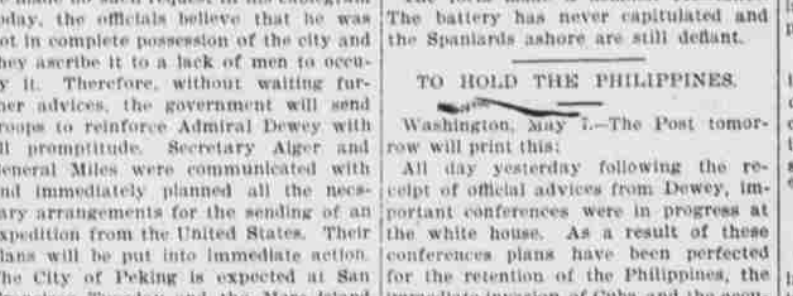 oday, the officials believe that he was
ot in complete possession of the city and
hey ascribe it to a lack of men to occu-
y it. Therefore, without waiting fur-
her advices, the government will send
roops to reinforce Admiral Dewey with
ll promptitude. Secretary Alger and
eneral Miles were communicated with
nd immediately planned all the neces-
ary arrangements for the sending of an
xpedition from the United States. Their
lans will be put into immediate action.
he City of Peking is expected at San
The battery has never capitulated and
the Spaniards ashore are still defiant.
TO HOLD THE PHILIPPINES.
Washington, May 7.—The Post tomor-
row will print this:
All day yesterday following the re-
ceipt of official advices from Dewey, im-
portant conferences were in progress at
the white house. As a result of these
conferences plans have been perfected
for the retention of the Philippines, the
immediate invasion of Cuba and the occu-